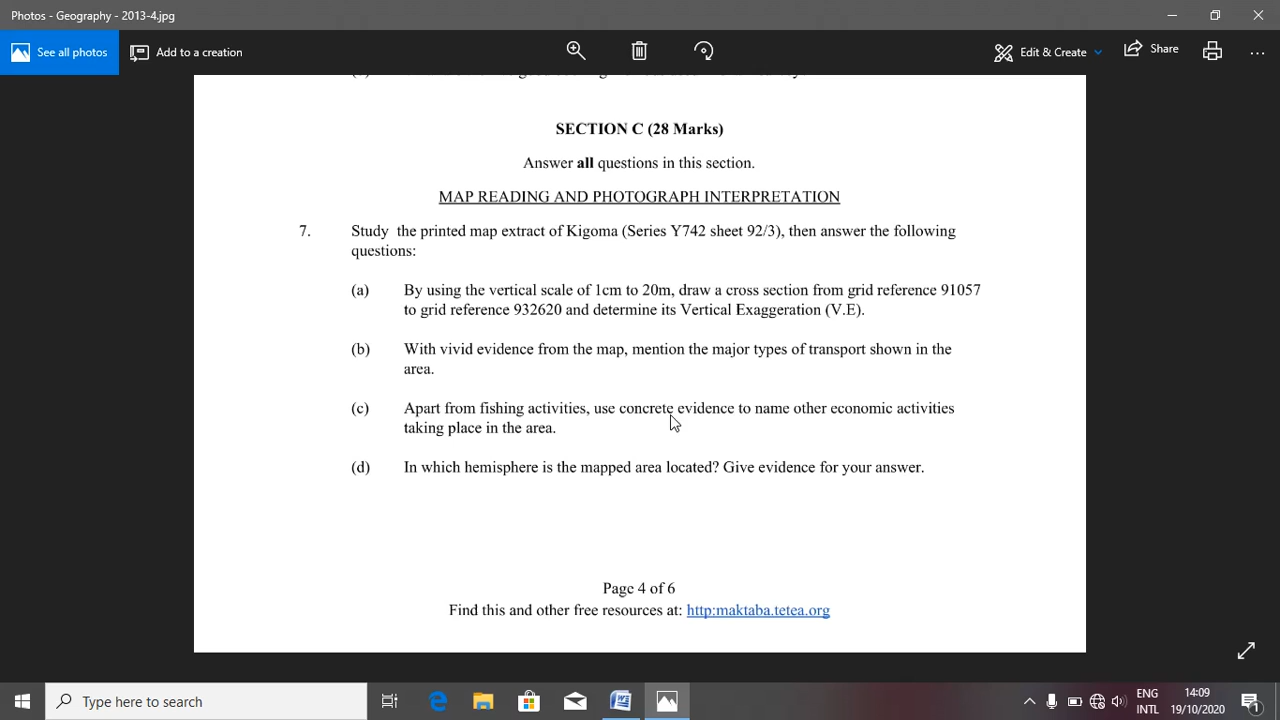 Photos - 2013-4.jpg
See all photos
Add to a creation
Edit & Create
Share
SECTION C (28 Marks)
Answer all questions in this section.
MAP READING AND PHOTOGRAPH INTERPRETATION
7. Study the printed map extract of Kigoma (Series Y742 sheet 92/3), then answer the following
questions:
(a) By using the vertical scale of 1cm to 20m, draw a cross section from grid reference 91057
to grid reference 932620 and determine its Vertical Exaggeration (V.E).
(b) With vivid evidence from the map, mention the major types of transport shown in the
area.
(c) Apart from fishing activities, use concrete evidence to name other economic activities
taking place in the area.
(d) In which hemisphere is the mapped area located? Give evidence for your answer.
Page 4 of 6
Find this and other free resources at: http:maktaba.tetea.org
Type here to search
ENG
INTL
14:09
19/10/2020
1